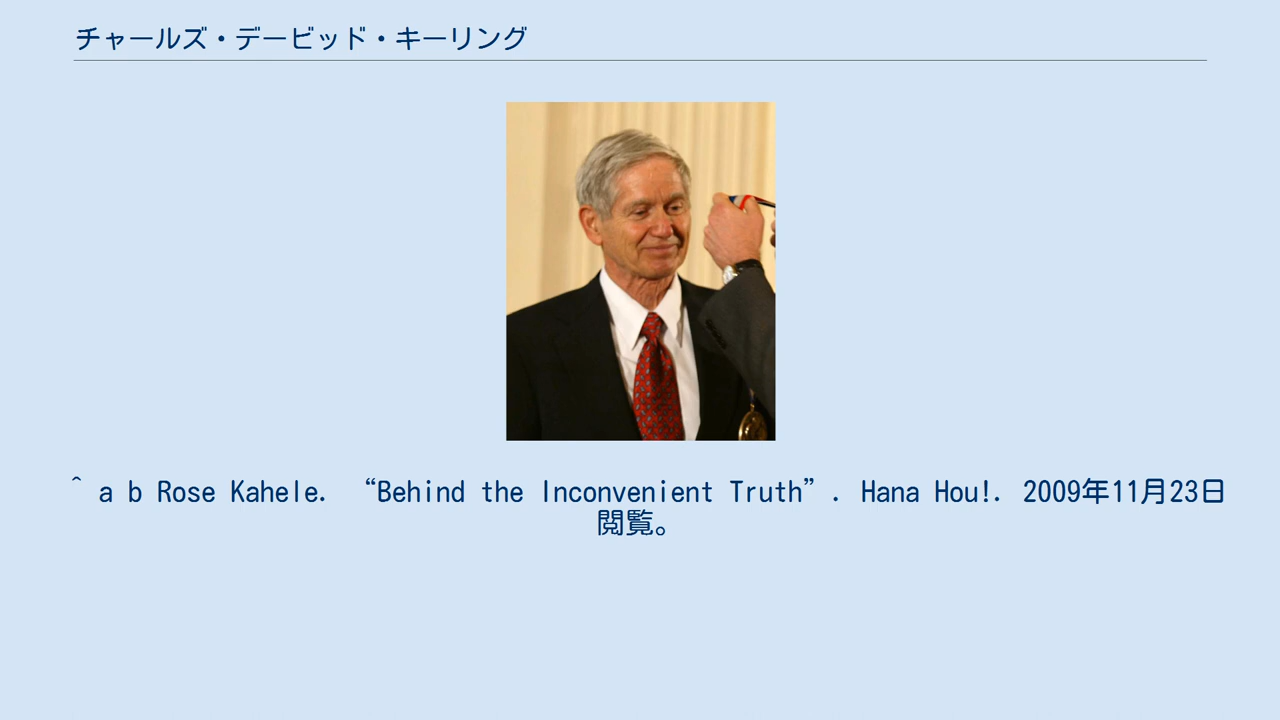 チャールズ・デービッド・キーリング
^ a b Rose Kahele. “Behind the Inconvenient Truth”. Hana Hou!. 2009年11月23日
閲覧。